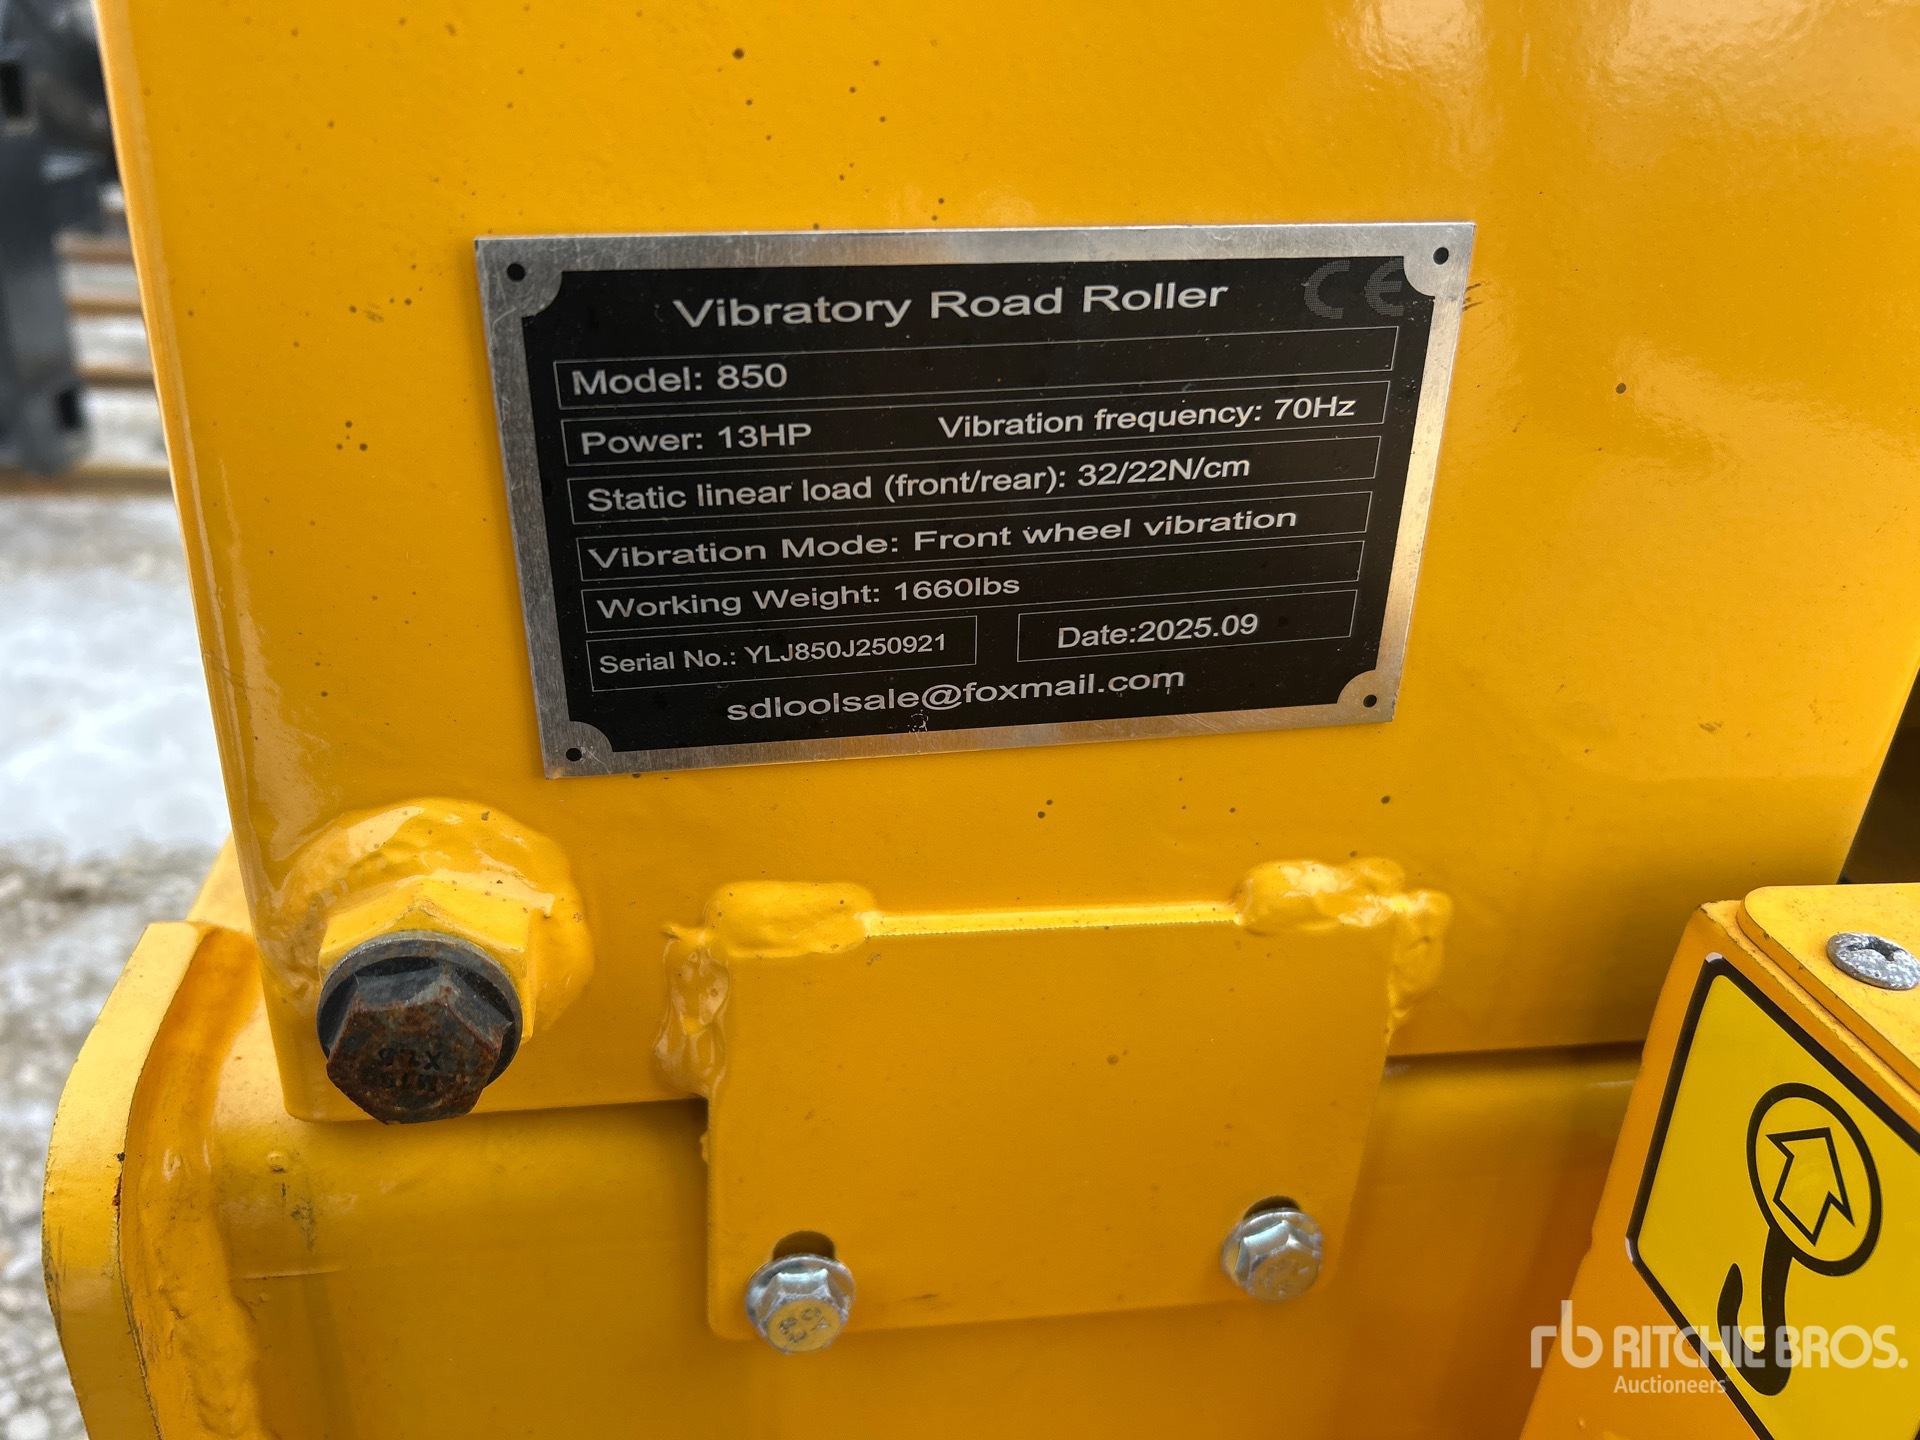 Vibratory Road Roller CE
Model: 850
Power: 13HP Vibration frequency: 70Hz
Static linear load (front/rear): 32/22N/cm
Vibration Mode: Front wheel vibration
Working Weight: 1660lbs
Serial No.: YLJ850J250921 Date:2025.09
sdloolsale@foxmail.com
rb RITCHIE BROS.
Auctioneers